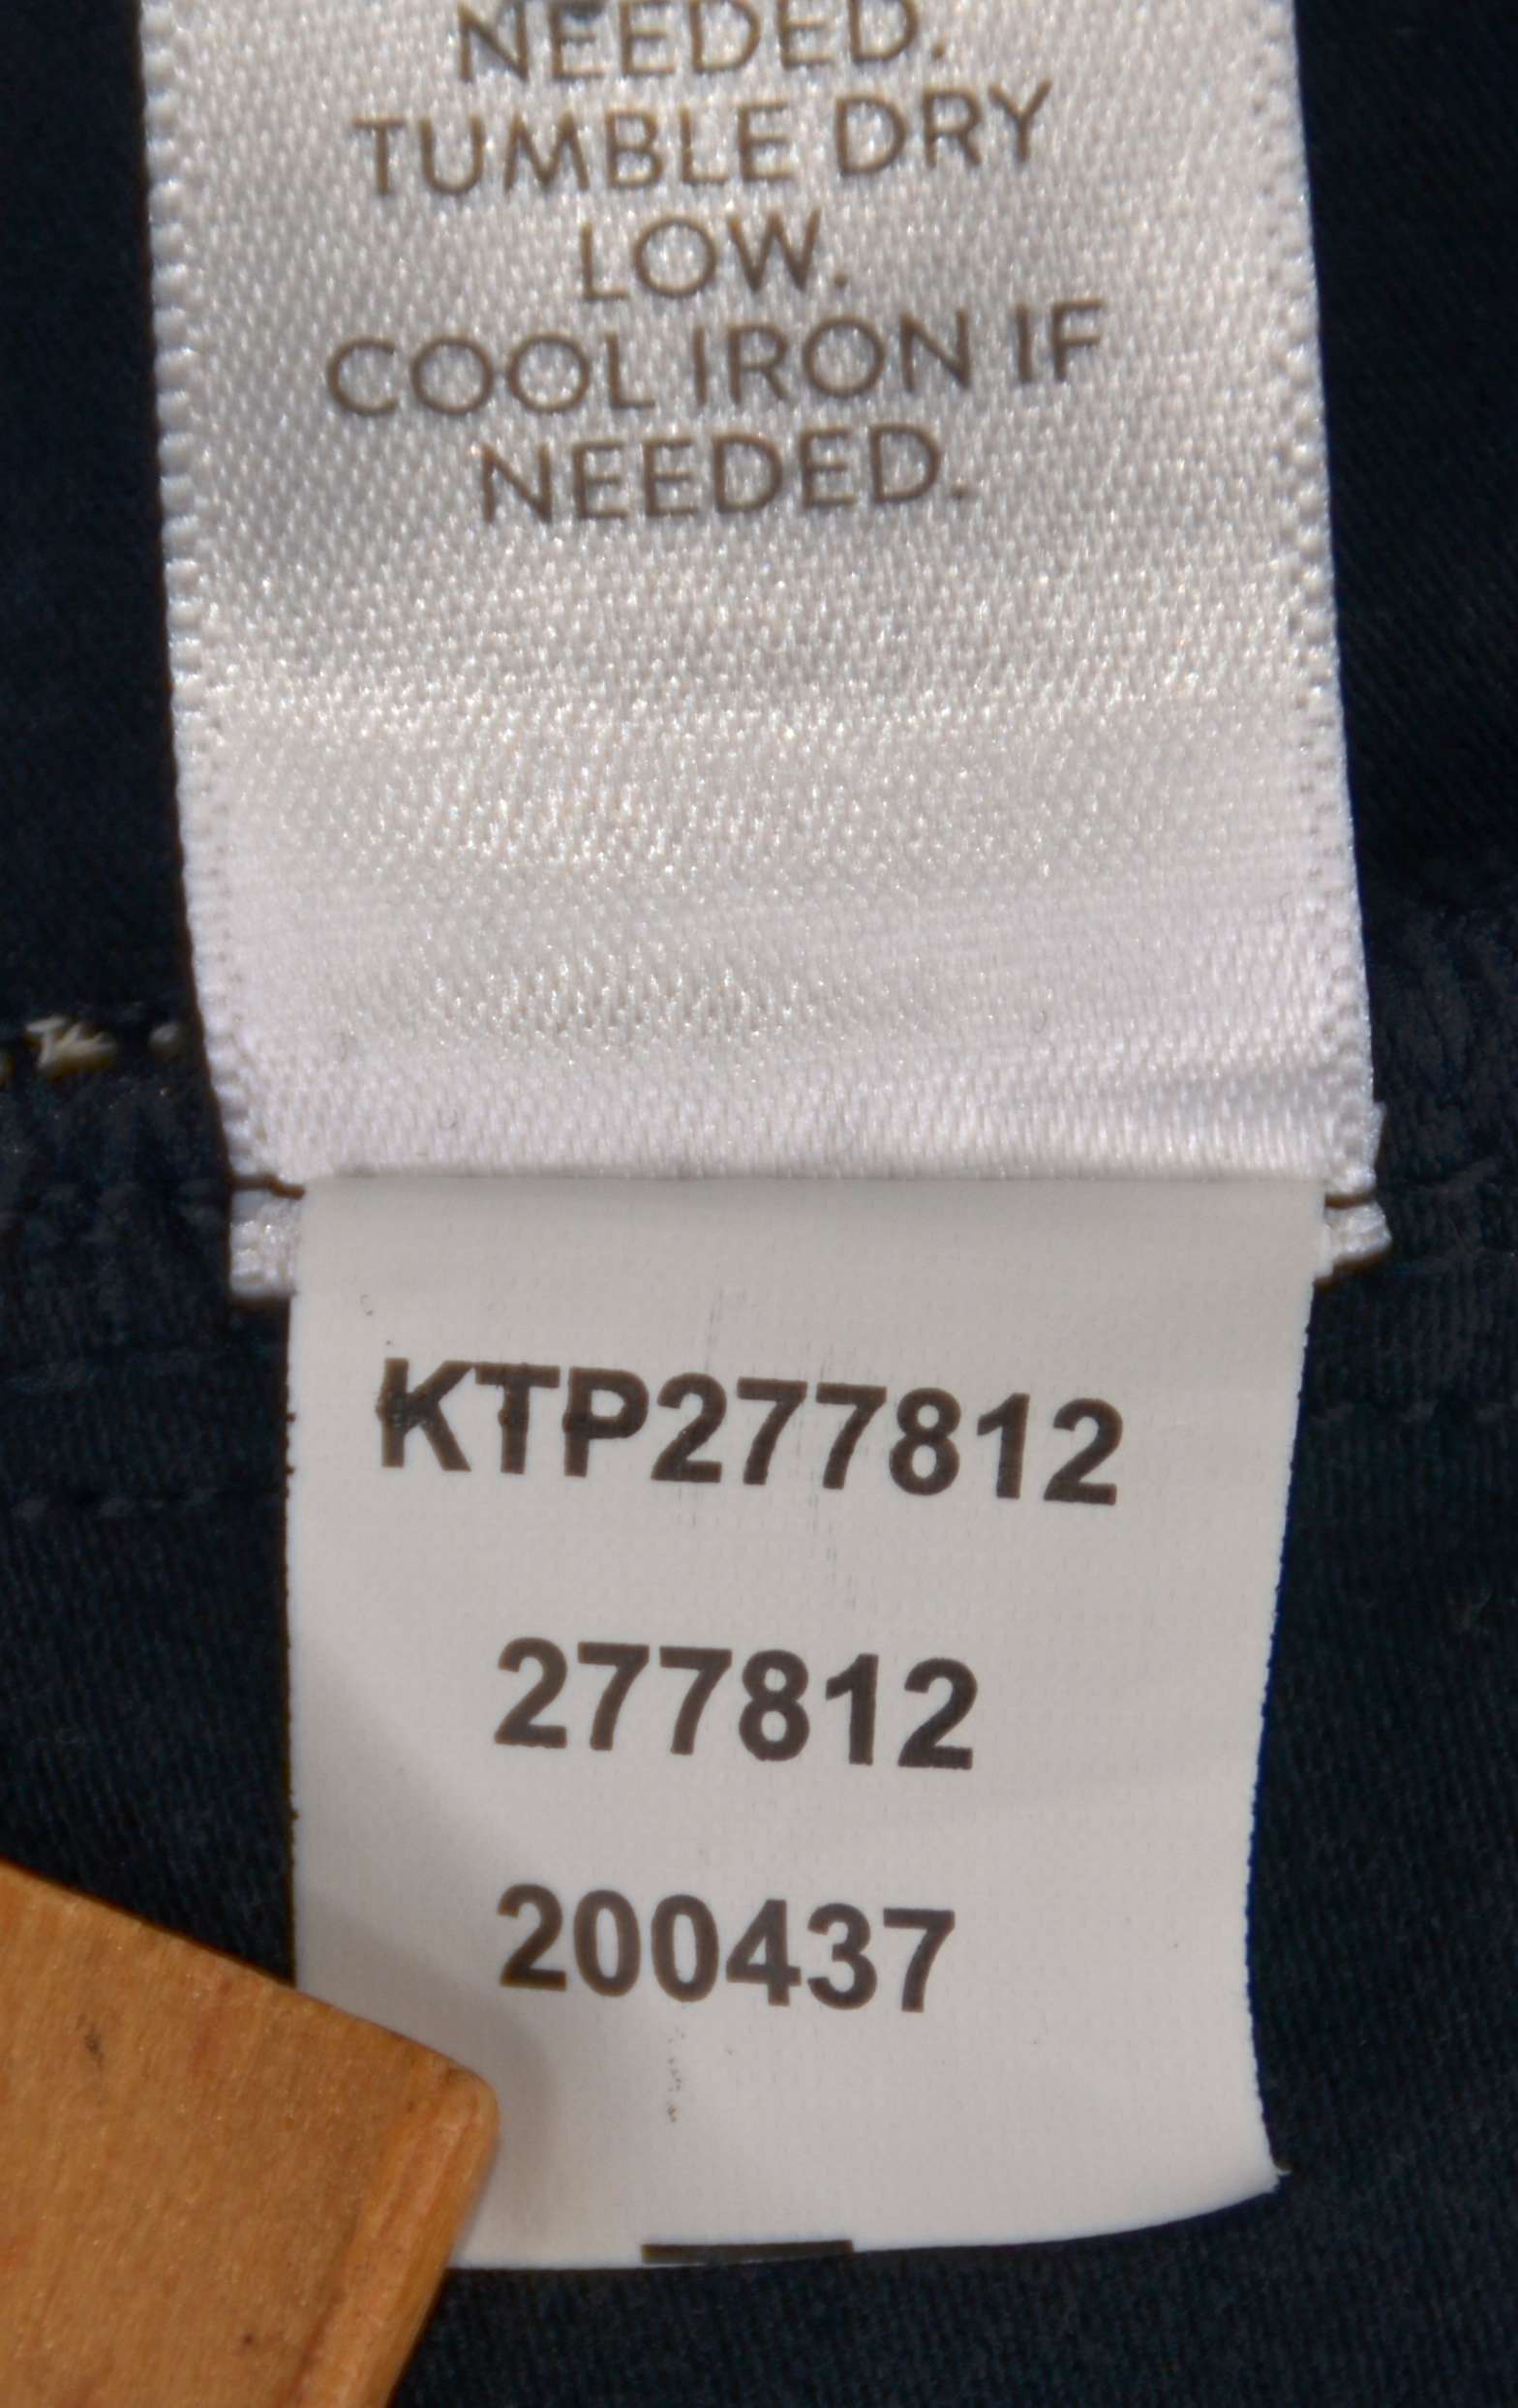 NEEDED.
TUMBLE DRY
LOW.
COOL IRON IF
NEEDED.
KTP277812
277812
200437